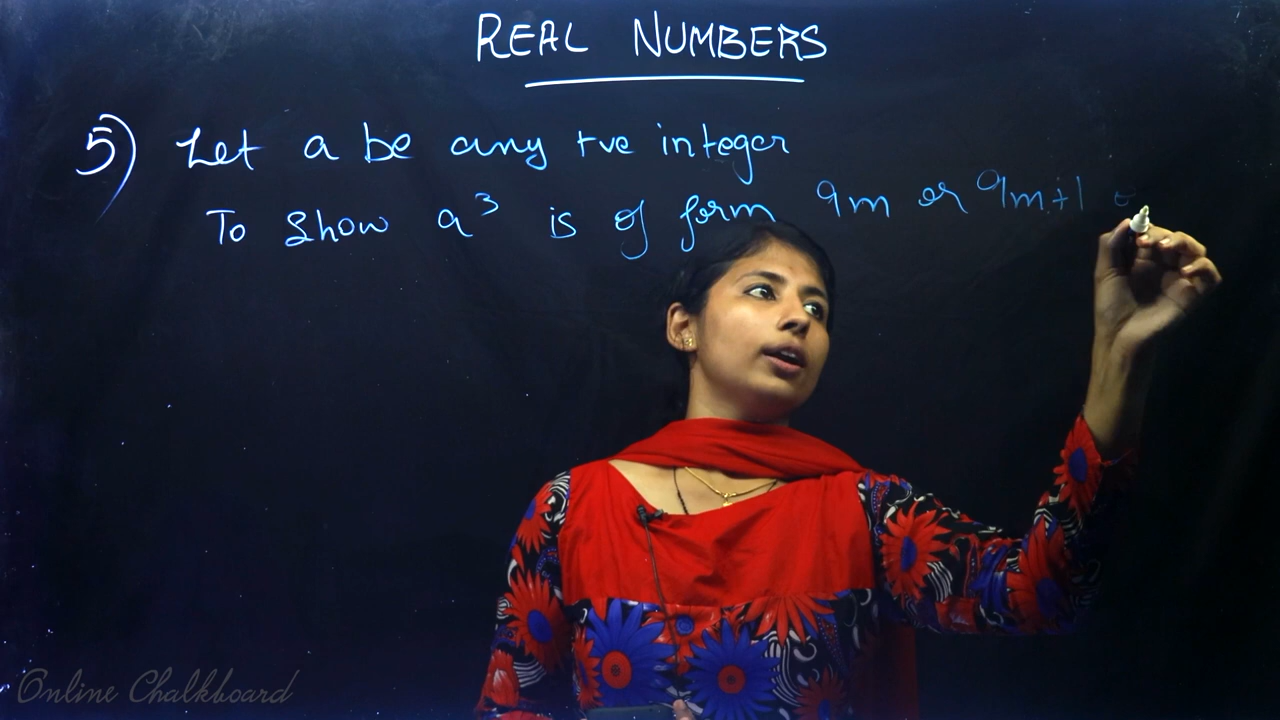 REAL NUMBERS
5) Let a be any +ve integer
To Show a³ is of form 9m or 9m+1 o
Online Chalkboard